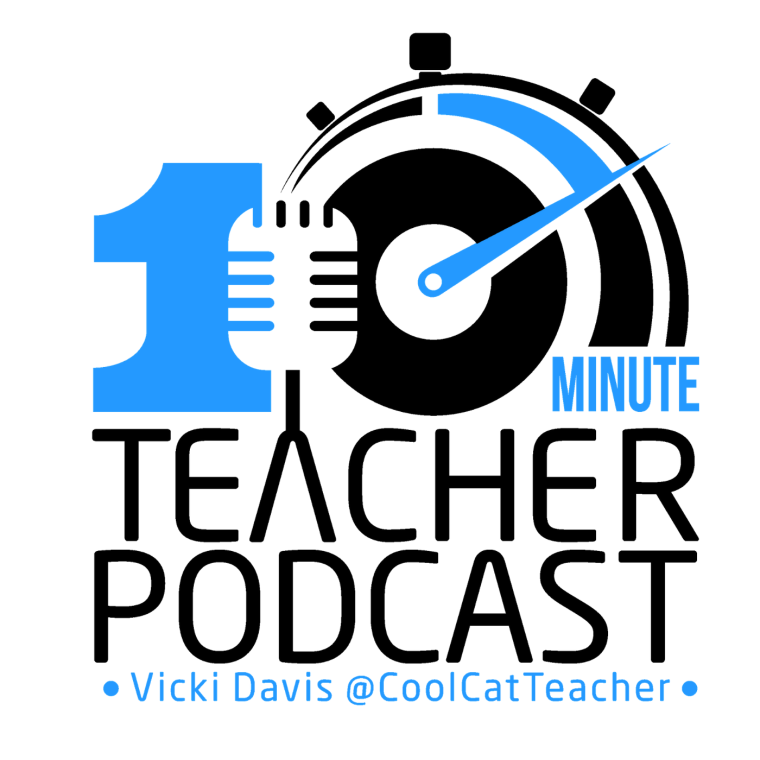 10
MINUTE
TEACHER
PODCAST
• Vicki Davis @CoolCatTeacher •